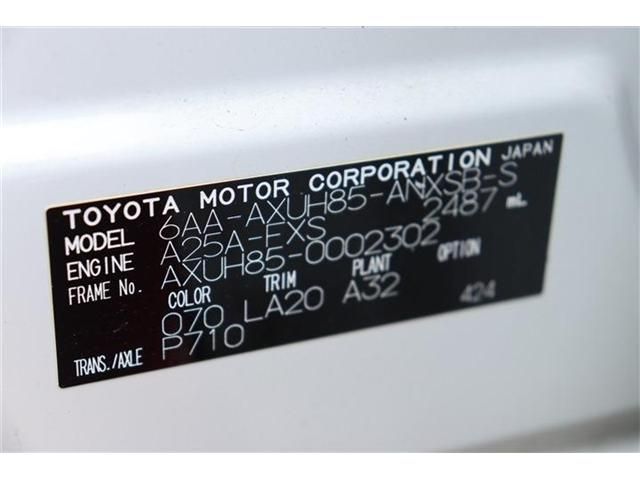 TOYOTA MOTOR CORPORATION JAPAN
MODEL 6AA-AXUH85-ANXSB-S
ENGINE A25A-FXS 2487 mL
FRAME No. AXUH85-0002302
COLOR TRIM PLANT OPTION
070 LA20 A32 424
TRANS./AXLE P710